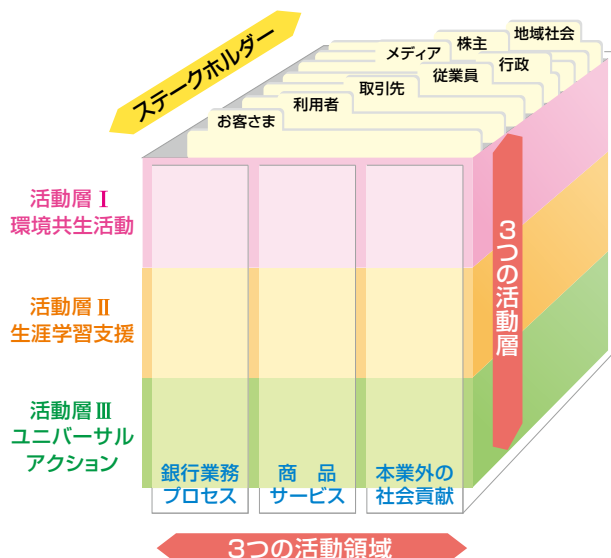 ステークホルダー
地域社会
株主
メディア
行政
従業員
取引先
利用者
お客さま
活動層Ⅰ
環境共生活動
活動層Ⅱ
生涯学習支援
活動層Ⅲ
ユニバーサル
アクション
3つの活動層
銀行業務
プロセス
商　品
サービス
本業外の
社会貢献
3つの活動領域